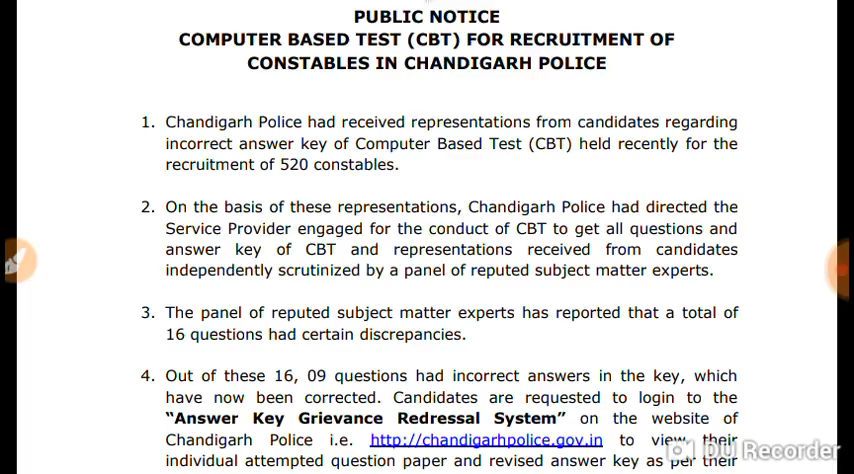 PUBLIC NOTICE
COMPUTER BASED TEST (CBT) FOR RECRUITMENT OF
CONSTABLES IN CHANDIGARH POLICE
1. Chandigarh Police had received representations from candidates regarding
incorrect answer key of Computer Based Test (CBT) held recently for the
recruitment of 520 constables.
2. On the basis of these representations, Chandigarh Police had directed the
Service Provider engaged for the conduct of CBT to get all questions and
answer key of CBT and representations received from candidates
independently scrutinized by a panel of reputed subject matter experts.
3. The panel of reputed subject matter experts has reported that a total of
16 questions had certain discrepancies.
4. Out of these 16, 09 questions had incorrect answers in the key, which
have now been corrected. Candidates are requested to login to the
“Answer Key Grievance Redressal System” on the website of
Chandigarh Police i.e. http://chandigarhpolice.gov.in to view their
individual attempted question paper and revised answer key as per their
DU Recorder